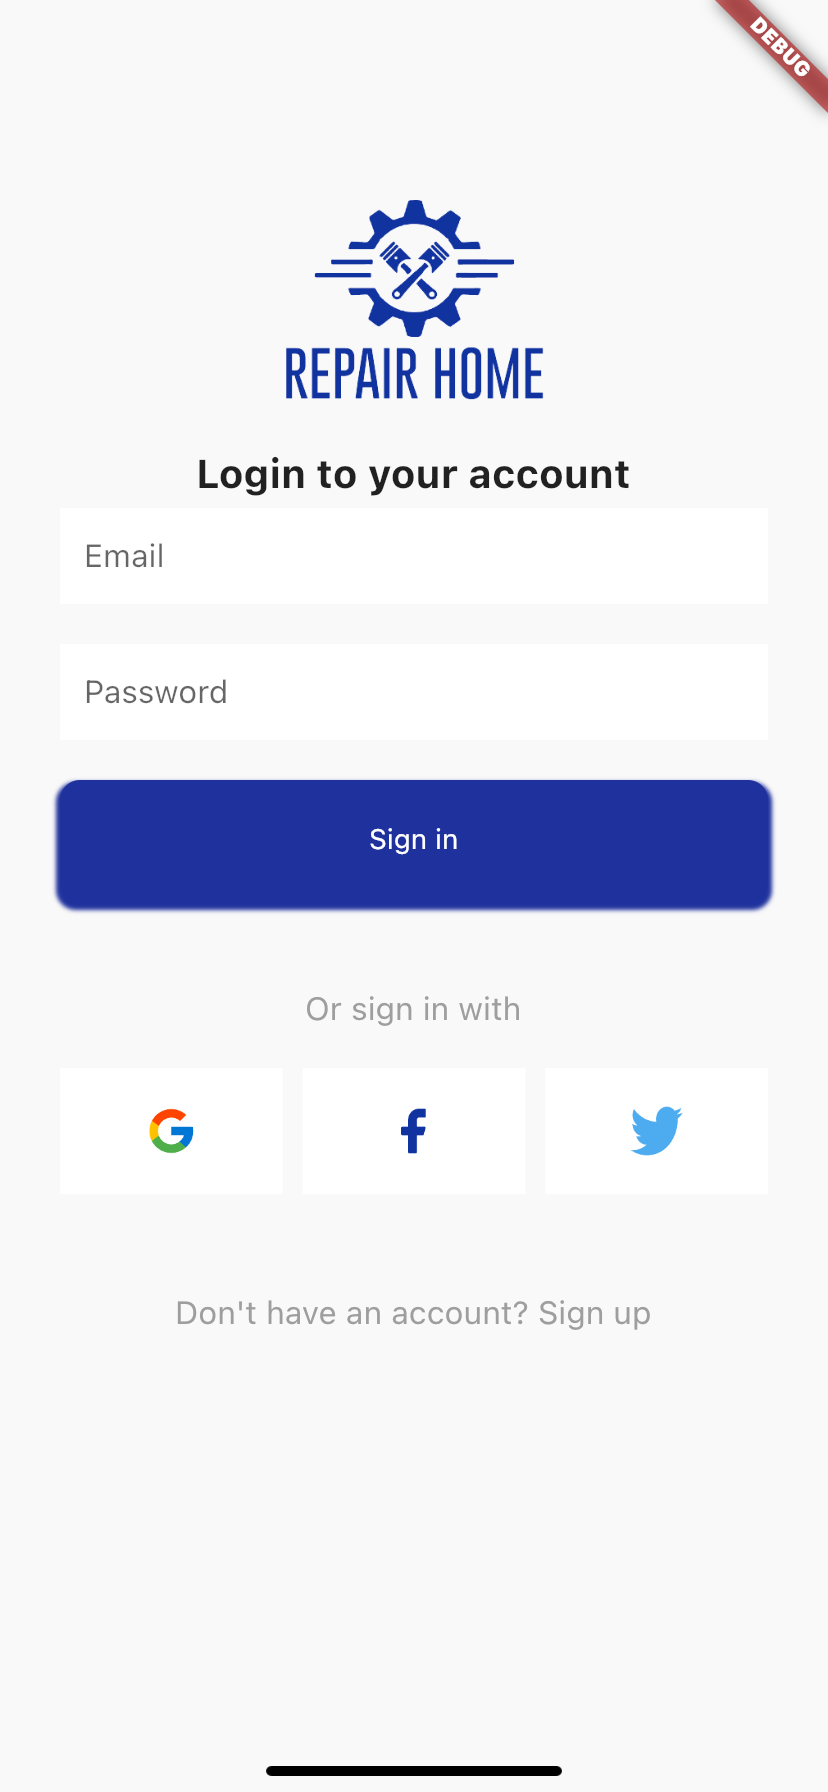 DEBUG
REPAIR HOME
Login to your account
Email
Password
Sign in
Or sign in with
Don't have an account? Sign up